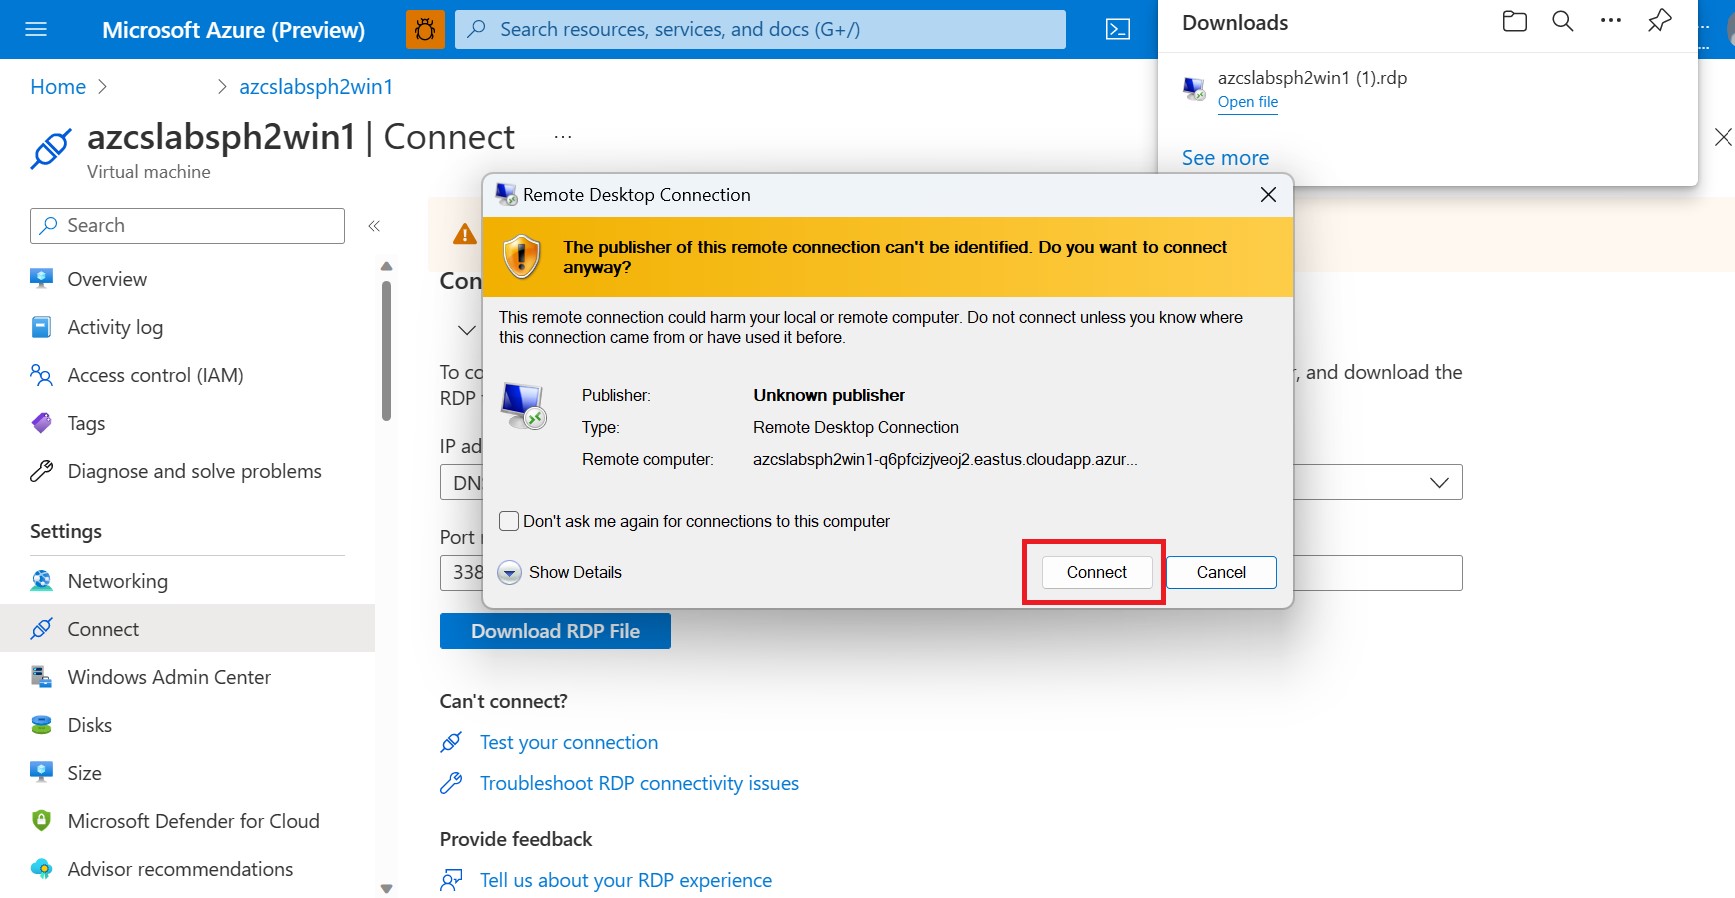 Microsoft Azure (Preview)
Search resources, services, and docs (G+/)
Downloads
azcslabsph2win1 (1).rdp
Open file
See more
Home
azcslabsph2win1
azcslabsph2win1 | Connect
...
Virtual machine
Search
«
Overview
Activity log
Access control (IAM)
Tags
Diagnose and solve problems
Settings
Networking
Connect
Windows Admin Center
Disks
Size
Microsoft Defender for Cloud
Advisor recommendations
Remote Desktop Connection
The publisher of this remote connection can't be identified. Do you want to connect
anyway?
This remote connection could harm your local or remote computer. Do not connect unless you know where
this connection came from or have used it before.
Publisher: Unknown publisher
Type: Remote Desktop Connection
Remote computer: azcslabsph2win1-q6pfcizjveoj2.eastus.cloudapp.azur...
Don't ask me again for connections to this computer
Show Details
Connect
Cancel
Con
To co
, and download the
RDP
IP ad
DN
Port
338
Download RDP File
Can't connect?
Test your connection
Troubleshoot RDP connectivity issues
Provide feedback
Tell us about your RDP experience